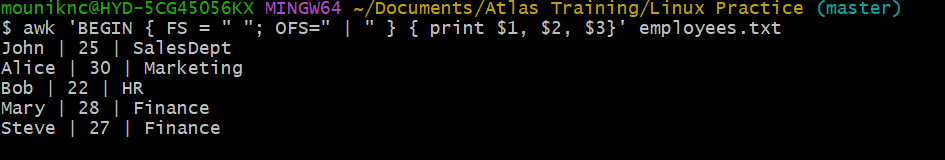 mouniknc@HYD-5CG45056KX MINGW64 ~/Documents/Atlas Training/Linux Practice (master)
$ awk 'BEGIN { FS = " "; OFS=" | " } { print $1, $2, $3}' employees.txt
John | 25 | SalesDept
Alice | 30 | Marketing
Bob | 22 | HR
Mary | 28 | Finance
Steve | 27 | Finance